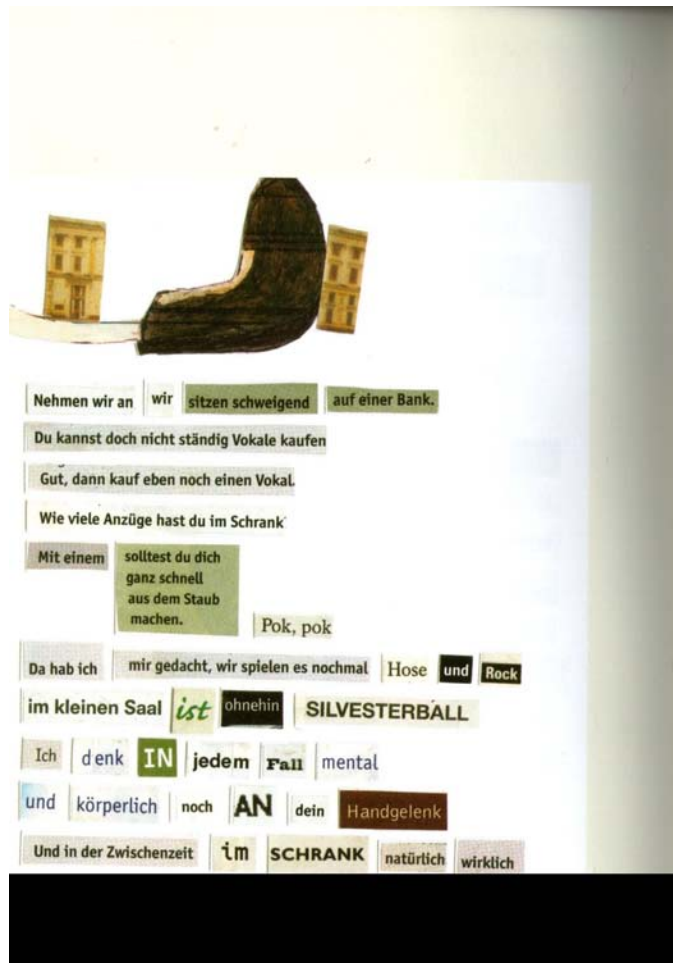 Nehmen wir an wir sitzen schweigend auf einer Bank.
Du kannst doch nicht ständig Vokale kaufen
Gut, dann kauf eben noch einen Vokal.
Wie viele Anzüge hast du im Schrank
Mit einem solltest du dich
ganz schnell
aus dem Staub
machen. Pok, pok
Da hab ich mir gedacht, wir spielen es nochmal Hose und Rock
im kleinen Saal ist ohnehin SILVESTERBALL
Ich denk IN jedem Fall mental
und körperlich noch AN dein Handgelenk
Und in der Zwischenzeit im SCHRANK natürlich wirklich